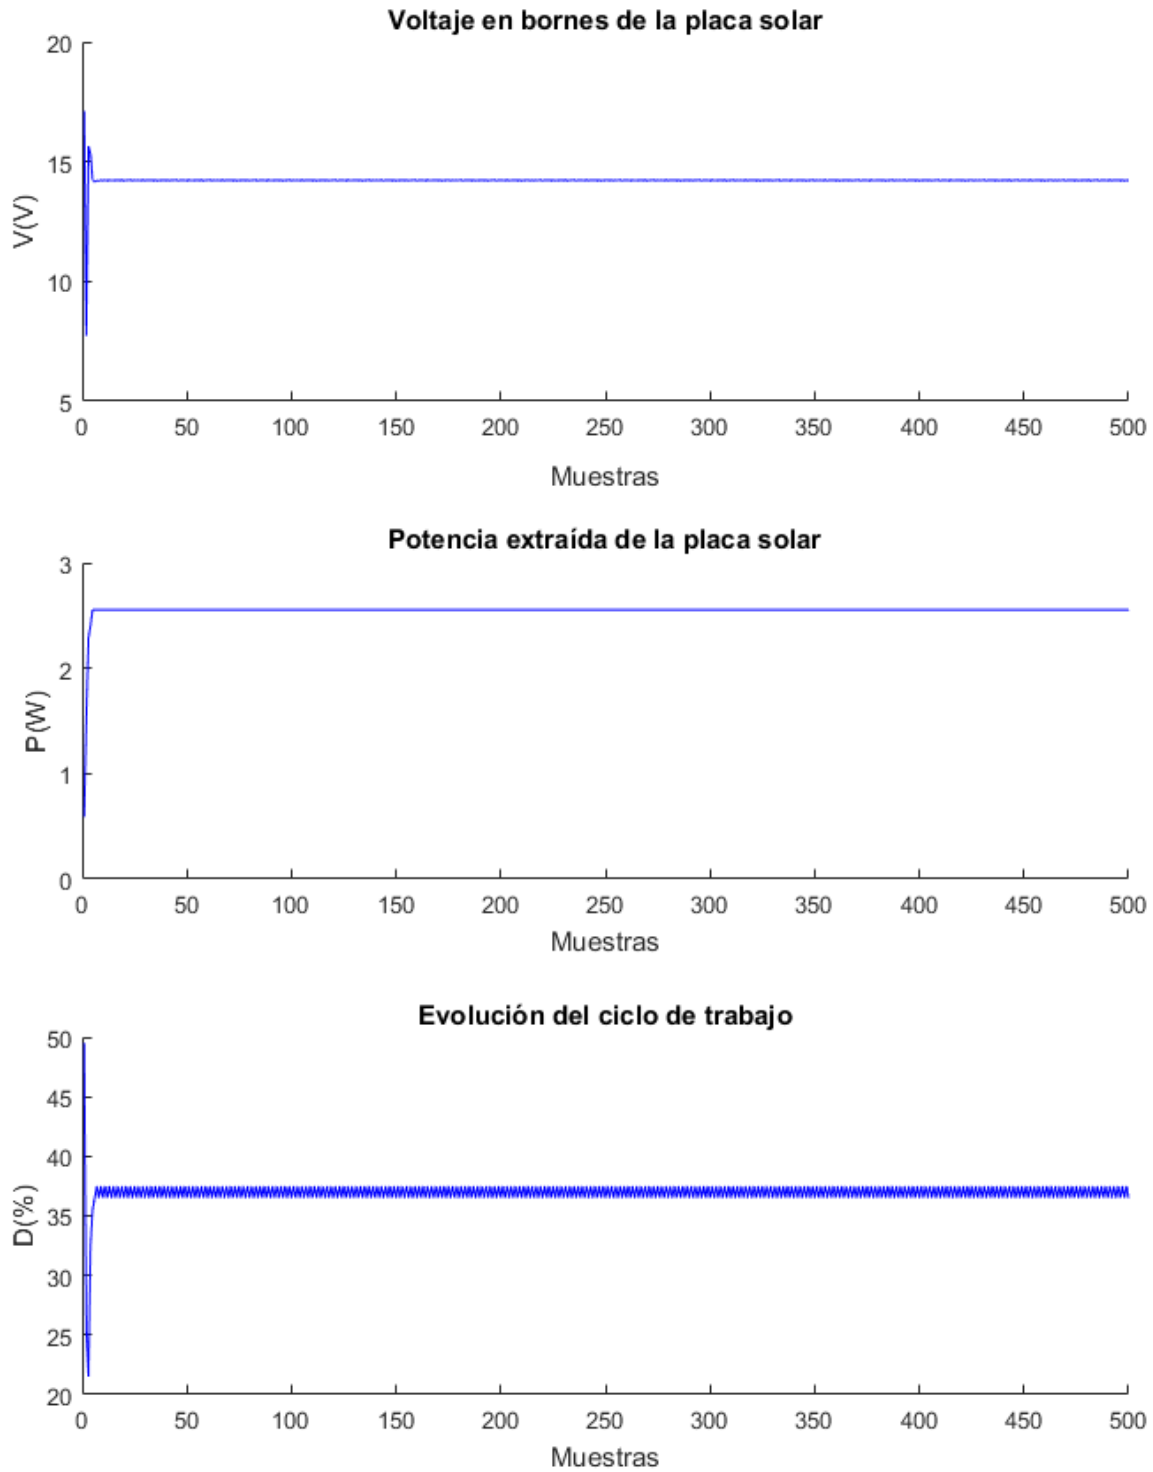 Voltaje en bornes de la placa solar
20
15
10
5
V(V)
0 50 100 150 200 250 300 350 400 450 500
Muestras
Potencia extraída de la placa solar
3
2
1
0
P(W)
0 50 100 150 200 250 300 350 400 450 500
Muestras
Evolución del ciclo de trabajo
50
45
40
35
30
25
20
D(%)
0 50 100 150 200 250 300 350 400 450 500
Muestras